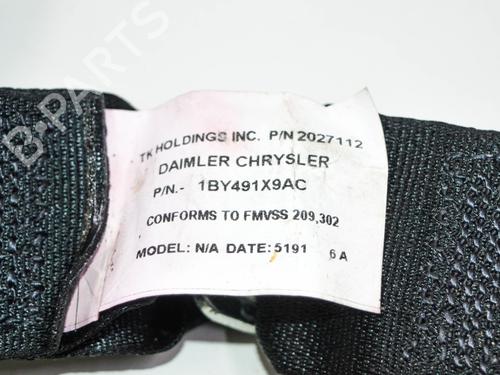 B-PARTS
TK HOLDINGS INC. P/N 2027112
DAIMLER CHRYSLER
P/N.- 1BY491X9AC
CONFORMS TO FMVSS 209,302
MODEL: N/A DATE: 5191 6 A